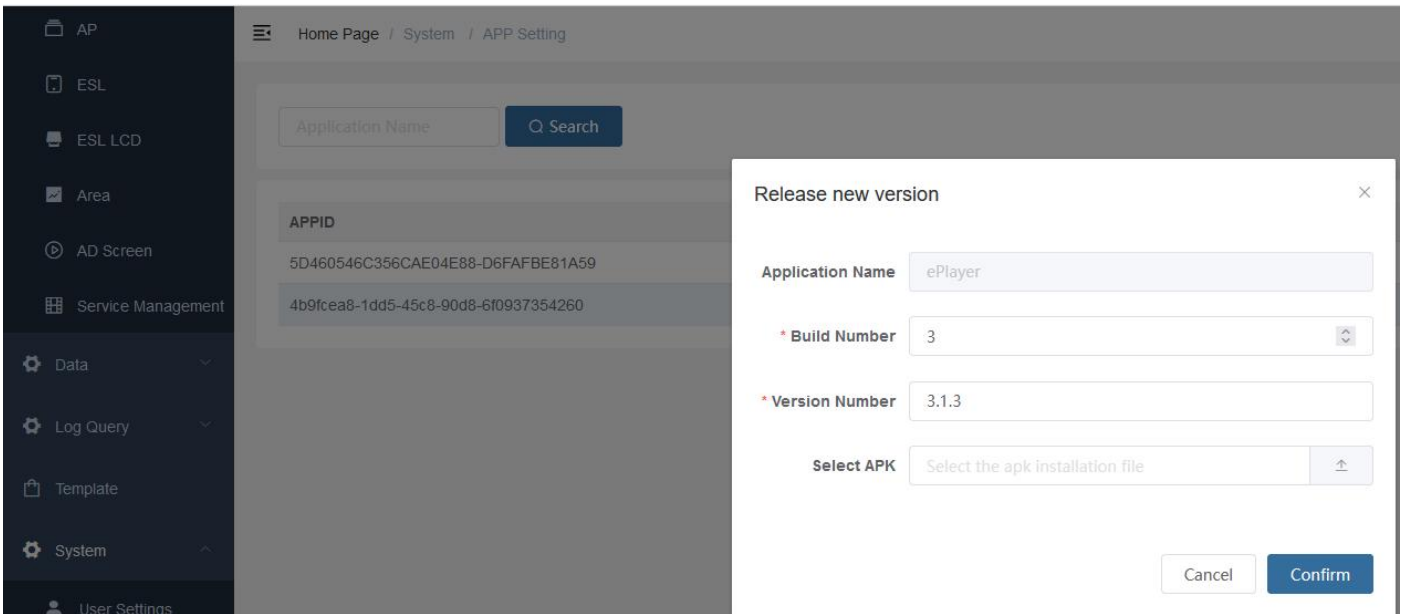 AP
ESL
ESL LCD
Area
AD Screen
Service Management
Data
Log Query
Template
System
User Settings
Home Page / System / APP Setting
Application Name
Search
APPID
5D460546C356CAE04E88-D6FAFBE81A59
4b9fcea8-1dd5-45c8-90d8-6f0937354260
Release new version
Application Name ePlayer
* Build Number 3
* Version Number 3.1.3
Select APK Select the apk installation file
Cancel Confirm